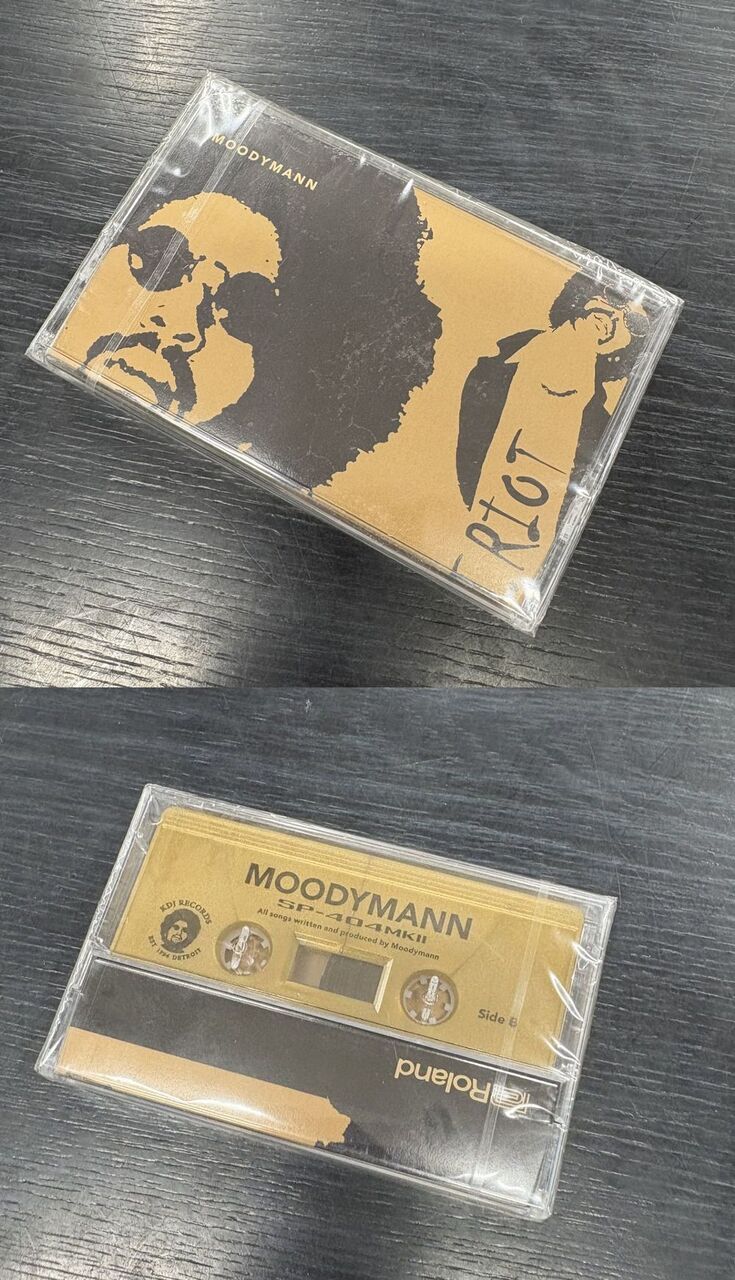 MOODYMANN
RIOT
MOODYMANN
SP-404MKII
All songs written and produced by Moodymann
KDJ RECORDS
EST 1994 DETROIT
Side B
Roland